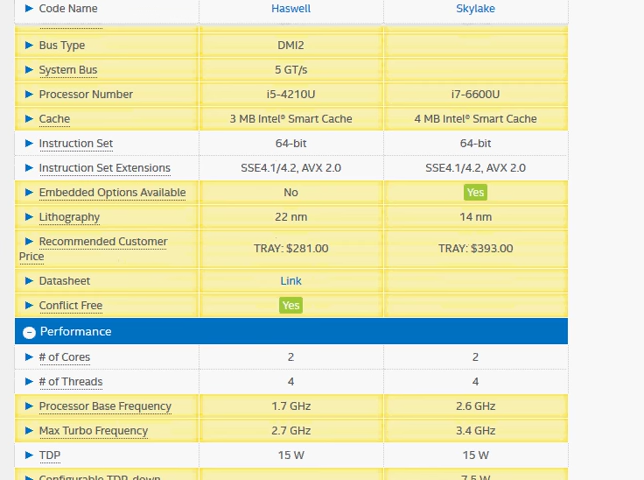 Code Name Haswell Skylake
Bus Type DMI2
System Bus 5 GT/s
Processor Number i5-4210U i7-6600U
Cache 3 MB Intel® Smart Cache 4 MB Intel® Smart Cache
Instruction Set 64-bit 64-bit
Instruction Set Extensions SSE4.1/4.2, AVX 2.0 SSE4.1/4.2, AVX 2.0
Embedded Options Available No Yes
Lithography 22 nm 14 nm
Recommended Customer
Price TRAY: $281.00 TRAY: $393.00
Datasheet Link
Conflict Free Yes
Performance
# of Cores 2 2
# of Threads 4 4
Processor Base Frequency 1.7 GHz 2.6 GHz
Max Turbo Frequency 2.7 GHz 3.4 GHz
TDP 15 W 15 W
Configurable TDP-down 7.5 W